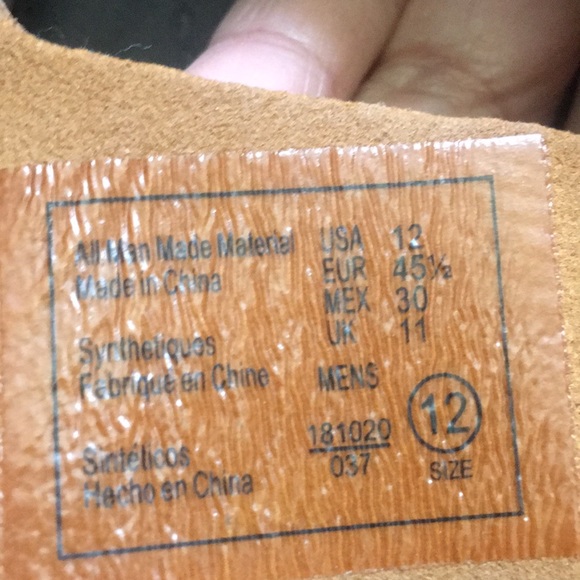 All Man Made Material
Made in China
USA 12
EUR 45½
MEX 30
UK 11
Synthetiques
Fabriqué en Chine
MENS
12
SIZE
181020
037
Sintéticos
Hecho en China